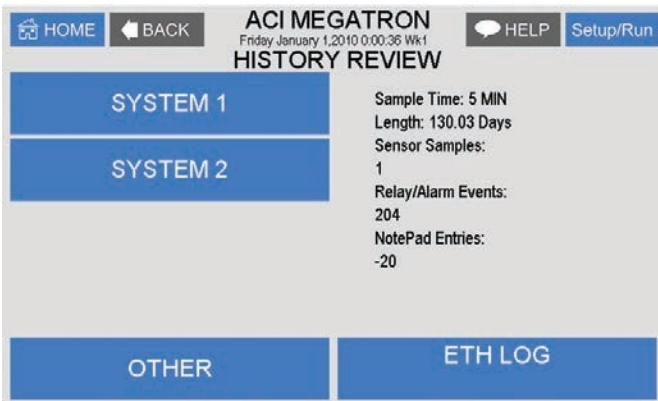 HOME
BACK
ACI MEGATRON
Friday January 1,2010 0:00:36 Wk1
HISTORY REVIEW
HELP
Setup/Run
SYSTEM 1
SYSTEM 2
Sample Time: 5 MIN
Length: 130.03 Days
Sensor Samples:
1
Relay/Alarm Events:
204
NotePad Entries:
-20
OTHER
ETH LOG